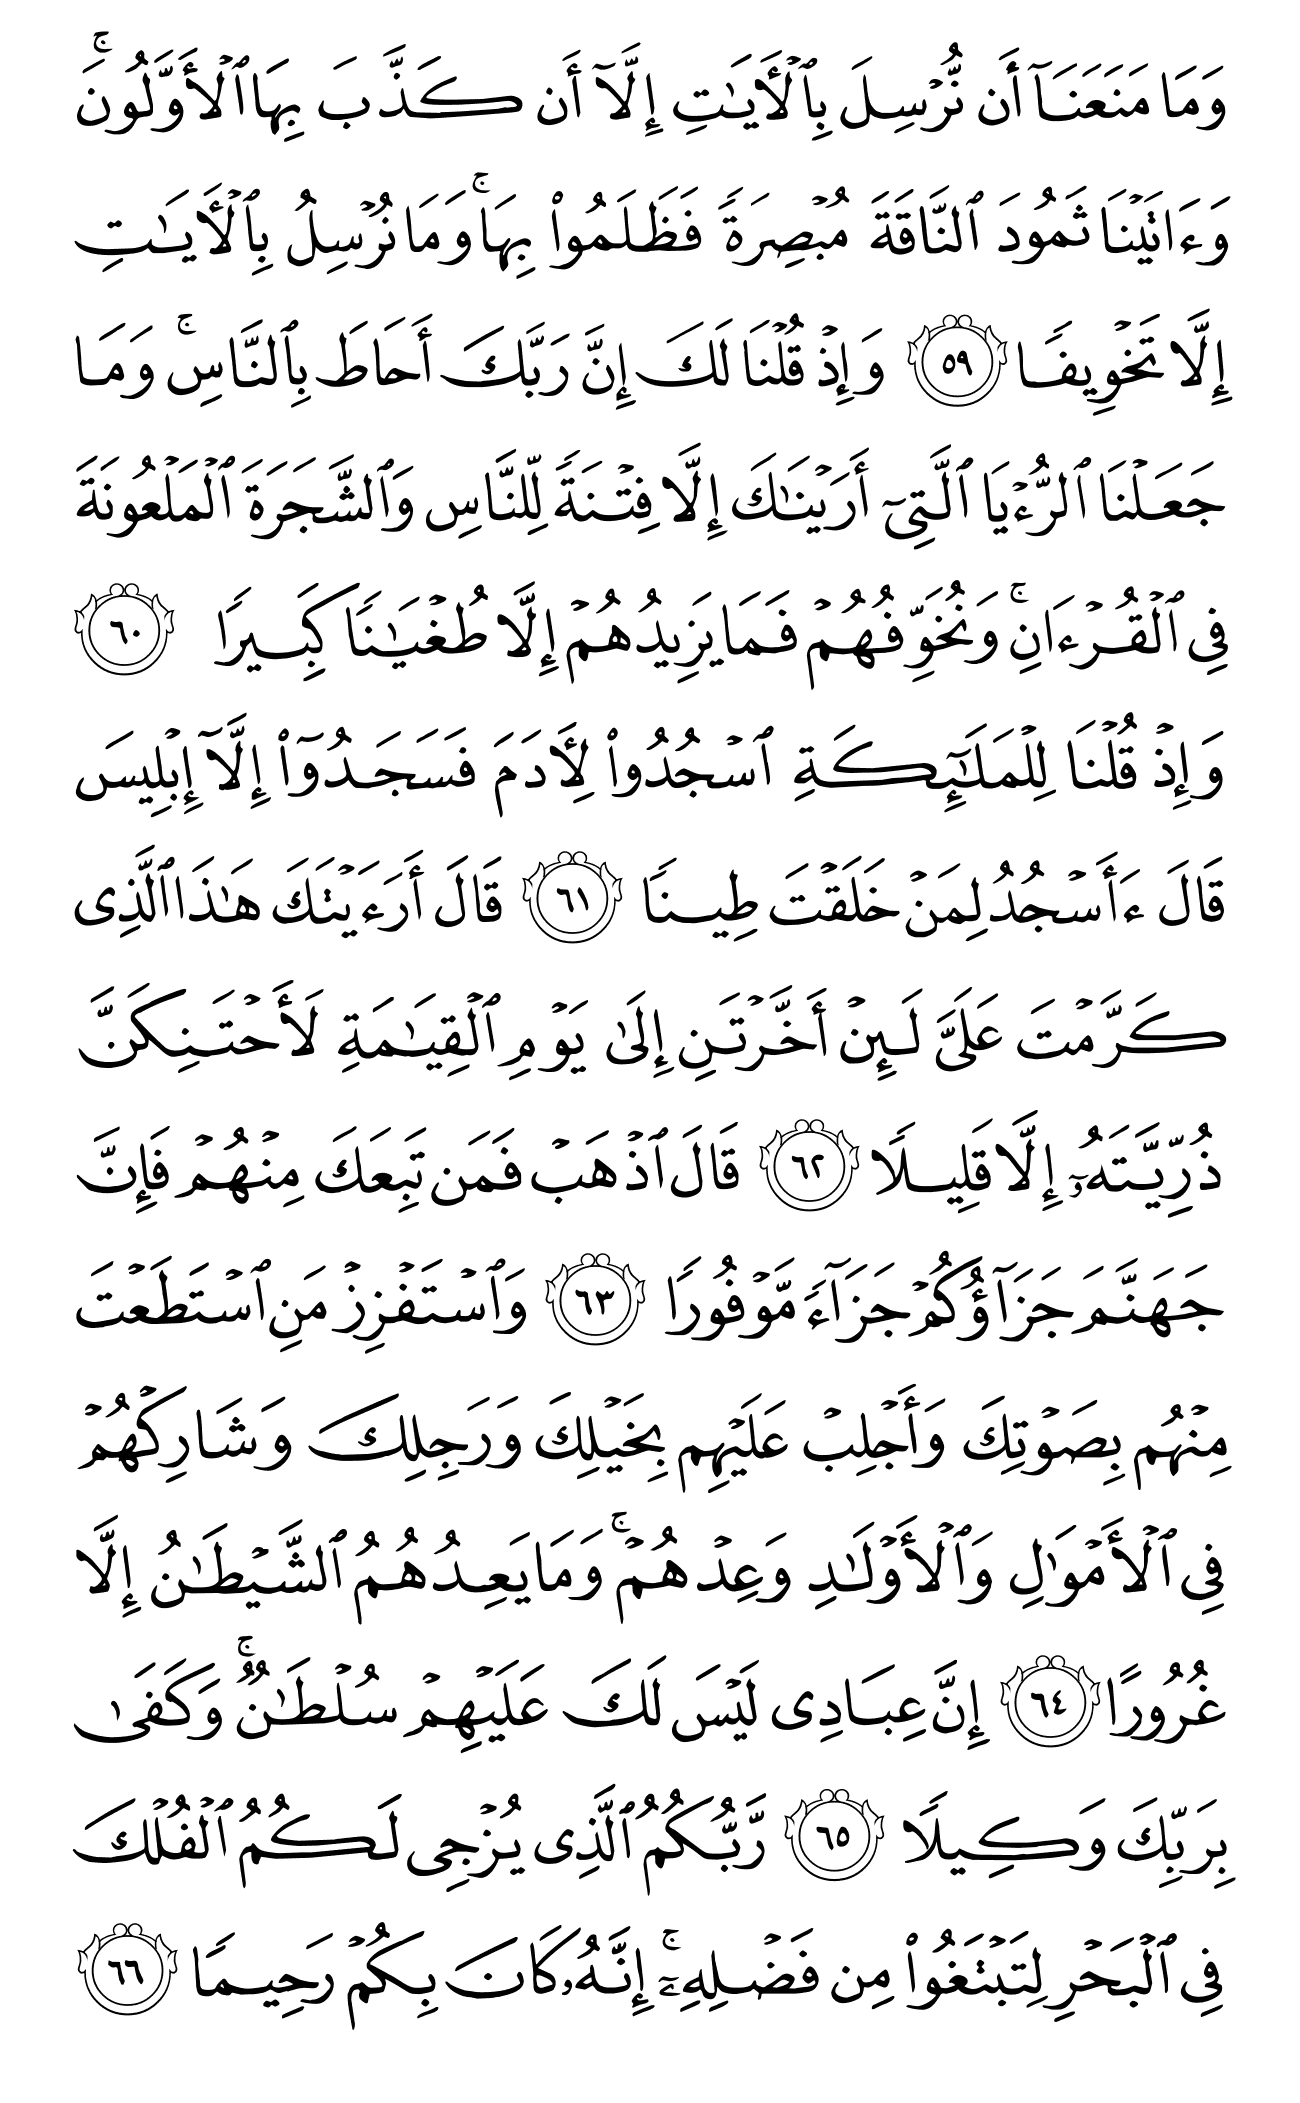 وَمَا مَنَعَنَآ أَن نُّرۡسِلَ بِٱلۡأٓيَٰتِ إِلَّآ أَن كَذَّبَ بِهَا ٱلۡأَوَّلُونَۚ
وَءَاتَيۡنَا ثَمُودَ ٱلنَّاقَةَ مُبۡصِرَةٗ فَظَلَمُواْ بِهَاۚ وَمَا نُرۡسِلُ بِٱلۡأٓيَٰتِ
إِلَّا تَخۡوِيفٗا ٥٩ وَإِذۡ قُلۡنَا لَكَ إِنَّ رَبَّكَ أَحَاطَ بِٱلنَّاسِۚ وَمَا
جَعَلۡنَا ٱلرُّءۡيَا ٱلَّتِيٓ أَرَيۡنَٰكَ إِلَّا فِتۡنَةٗ لِّلنَّاسِ وَٱلشَّجَرَةَ ٱلۡمَلۡعُونَةَ
فِي ٱلۡقُرۡءَانِۚ وَنُخَوِّفُهُمۡ فَمَا يَزِيدُهُمۡ إِلَّا طُغۡيَٰنٗا كَبِيرٗا ٦٠
وَإِذۡ قُلۡنَا لِلۡمَلَٰٓئِكَةِ ٱسۡجُدُواْ لِأٓدَمَ فَسَجَدُوٓاْ إِلَّآ إِبۡلِيسَ
قَالَ ءَأَسۡجُدُ لِمَنۡ خَلَقۡتَ طِينٗا ٦١ قَالَ أَرَءَيۡتَكَ هَٰذَا ٱلَّذِي
كَرَّمۡتَ عَلَيَّ لَئِنۡ أَخَّرۡتَنِ إِلَىٰ يَوۡمِ ٱلۡقِيَٰمَةِ لَأَحۡتَنِكَنَّ
ذُرِّيَّتَهُۥٓ إِلَّا قَلِيلٗا ٦٢ قَالَ ٱذۡهَبۡ فَمَن تَبِعَكَ مِنۡهُمۡ فَإِنَّ
جَهَنَّمَ جَزَآؤُكُمۡ جَزَآءٗ مَّوۡفُورٗا ٦٣ وَٱسۡتَفۡزِزۡ مَنِ ٱسۡتَطَعۡتَ
مِنۡهُم بِصَوۡتِكَ وَأَجۡلِبۡ عَلَيۡهِم بِخَيۡلِكَ وَرَجِلِكَ وَشَارِكۡهُمۡ
فِي ٱلۡأَمۡوَٰلِ وَٱلۡأَوۡلَٰدِ وَعِدۡهُمۡۚ وَمَا يَعِدُهُمُ ٱلشَّيۡطَٰنُ إِلَّا
غُرُورًا ٦٤ إِنَّ عِبَادِي لَيۡسَ لَكَ عَلَيۡهِمۡ سُلۡطَٰنٞۚ وَكَفَىٰ
بِرَبِّكَ وَكِيلٗا ٦٥ رَّبُّكُمُ ٱلَّذِي يُزۡجِي لَكُمُ ٱلۡفُلۡكَ
فِي ٱلۡبَحۡرِ لِتَبۡتَغُواْ مِن فَضۡلِهِۦٓۚ إِنَّهُۥ كَانَ بِكُمۡ رَحِيمٗا ٦٦